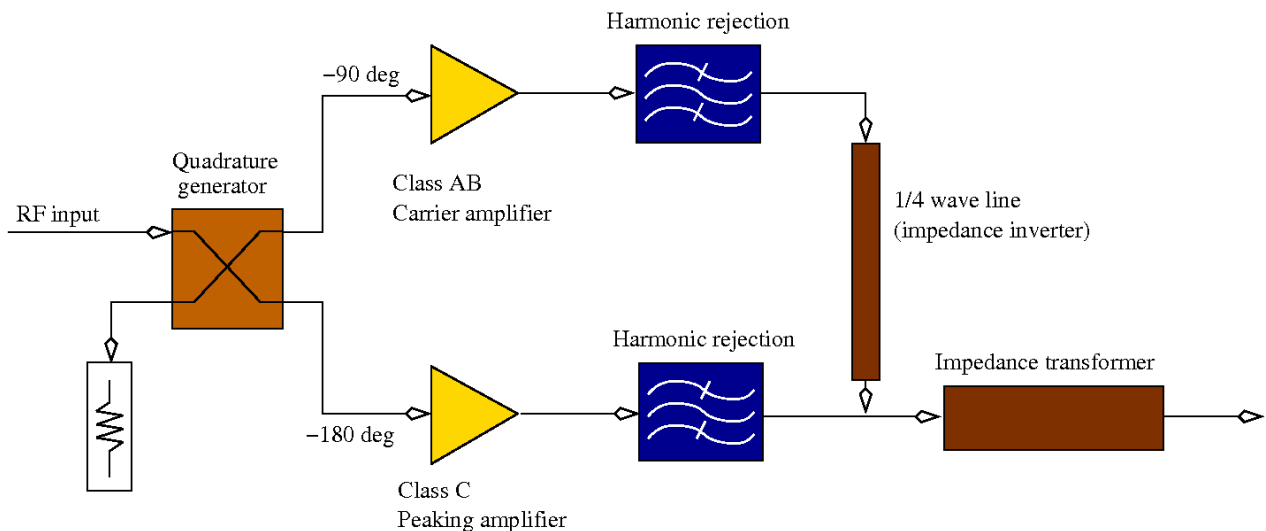 Harmonic rejection
−90 deg
Quadrature
generator
RF input
Class AB
Carrier amplifier
1/4 wave line
(impedance inverter)
Harmonic rejection
Impedance transformer
−180 deg
Class C
Peaking amplifier